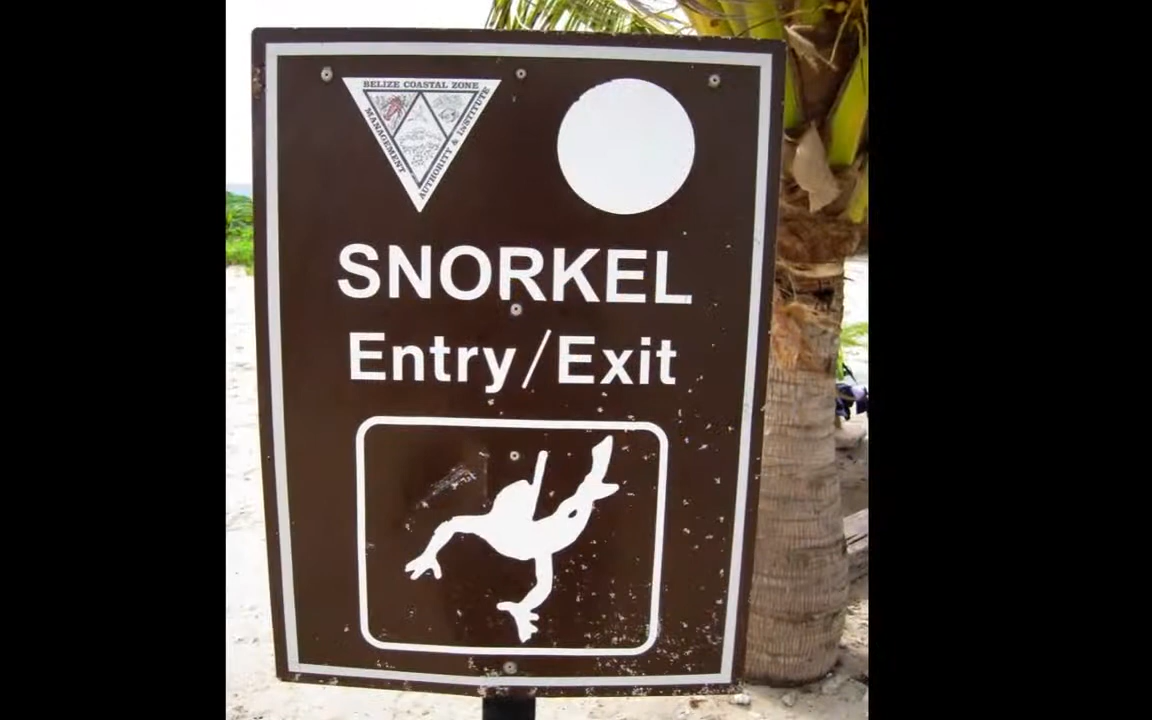 BELIZE COASTAL ZONE
MANAGEMENT
AUTHORITY & INSTITUTE
SNORKEL
Entry/Exit